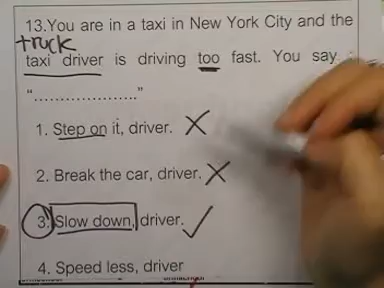 13.You are in a taxi in New York City and the
truck
taxi driver is driving too fast. You say :
"......................"
1. Step on it, driver.
2. Break the car, driver.
3. Slow down, driver.
4. Speed less, driver